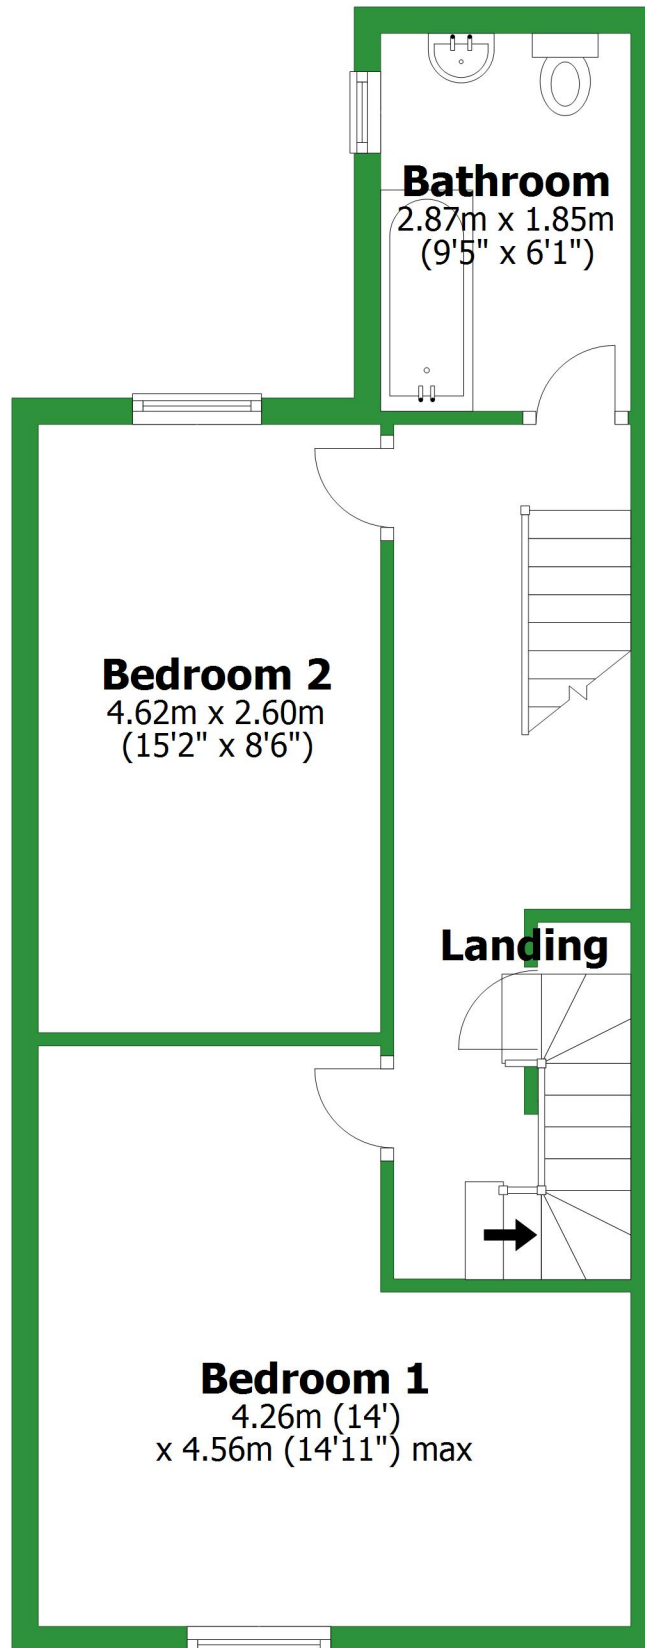 Bathroom
2.87m x 1.85m
(9'5" x 6'1")
Bedroom 2
4.62m x 2.60m
(15'2" x 8'6")
Landing
Bedroom 1
4.26m (14')
x 4.56m (14'11") max